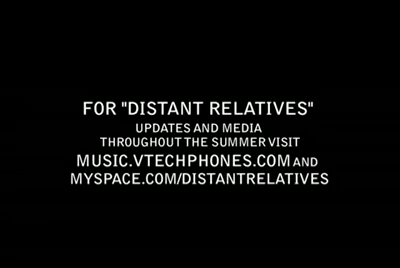 FOR "DISTANT RELATIVES"
UPDATES AND MEDIA
THROUGHOUT THE SUMMER VISIT
MUSIC.VTECHPHONES.COM AND
MYSPACE.COM/DISTANTRELATIVES